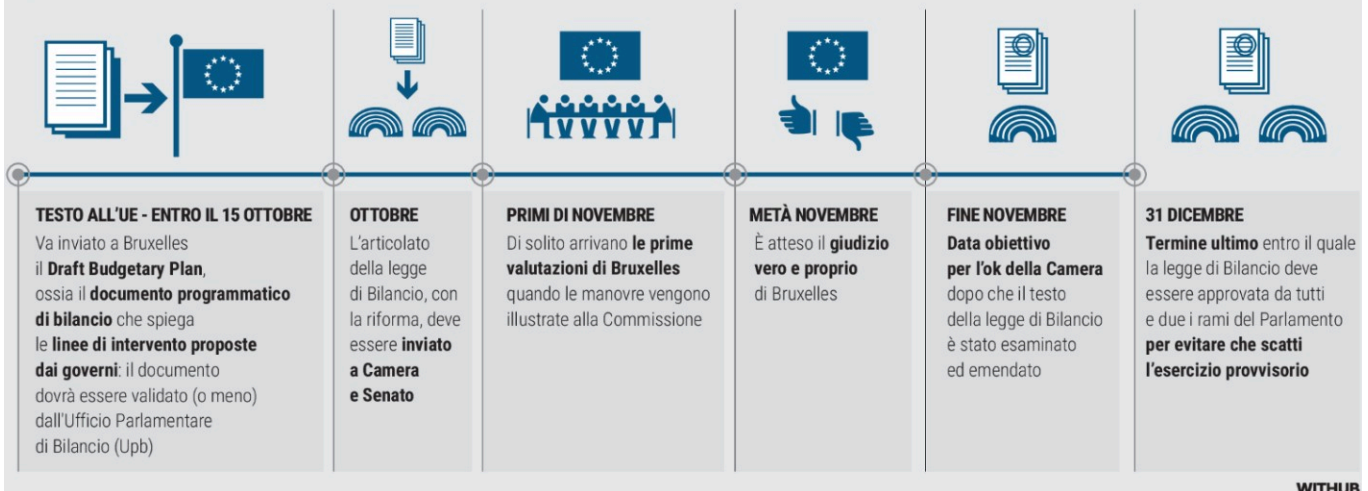 TESTO ALL'UE - ENTRO IL 15 OTTOBRE
Va inviato a Bruxelles
il Draft Budgetary Plan,
ossia il documento programmatico
di bilancio che spiega
le linee di intervento proposte
dai governi: il documento
dovrà essere validato (o meno)
dall'Ufficio Parlamentare
di Bilancio (Upb)
OTTOBRE
L'articolato
della legge
di Bilancio, con
la riforma, deve
essere inviato
a Camera
e Senato
PRIMI DI NOVEMBRE
Di solito arrivano le prime
valutazioni di Bruxelles
quando le manovre vengono
illustrate alla Commissione
METÀ NOVEMBRE
È atteso il giudizio
vero e proprio
di Bruxelles
FINE NOVEMBRE
Data obiettivo
per l'ok della Camera
dopo che il testo
della legge di Bilancio
è stato esaminato
ed emendato
31 DICEMBRE
Termine ultimo entro il quale
la legge di Bilancio deve
essere approvata da tutti
e due i rami del Parlamento
per evitare che scatti
l'esercizio provvisorio
WITHUB